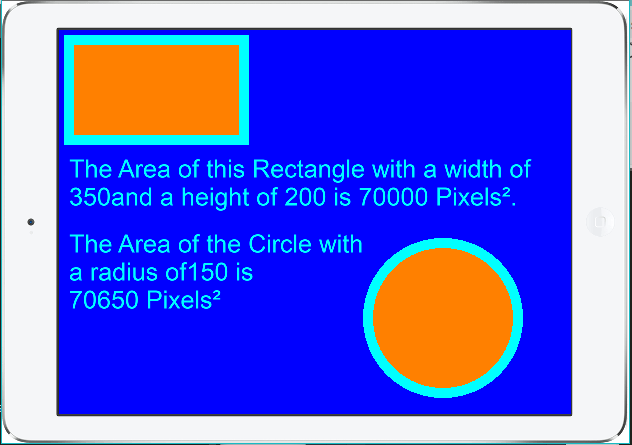 The Area of this Rectangle with a width of
350and a height of 200 is 70000 Pixels².
The Area of the Circle with
a radius of150 is
70650 Pixels²